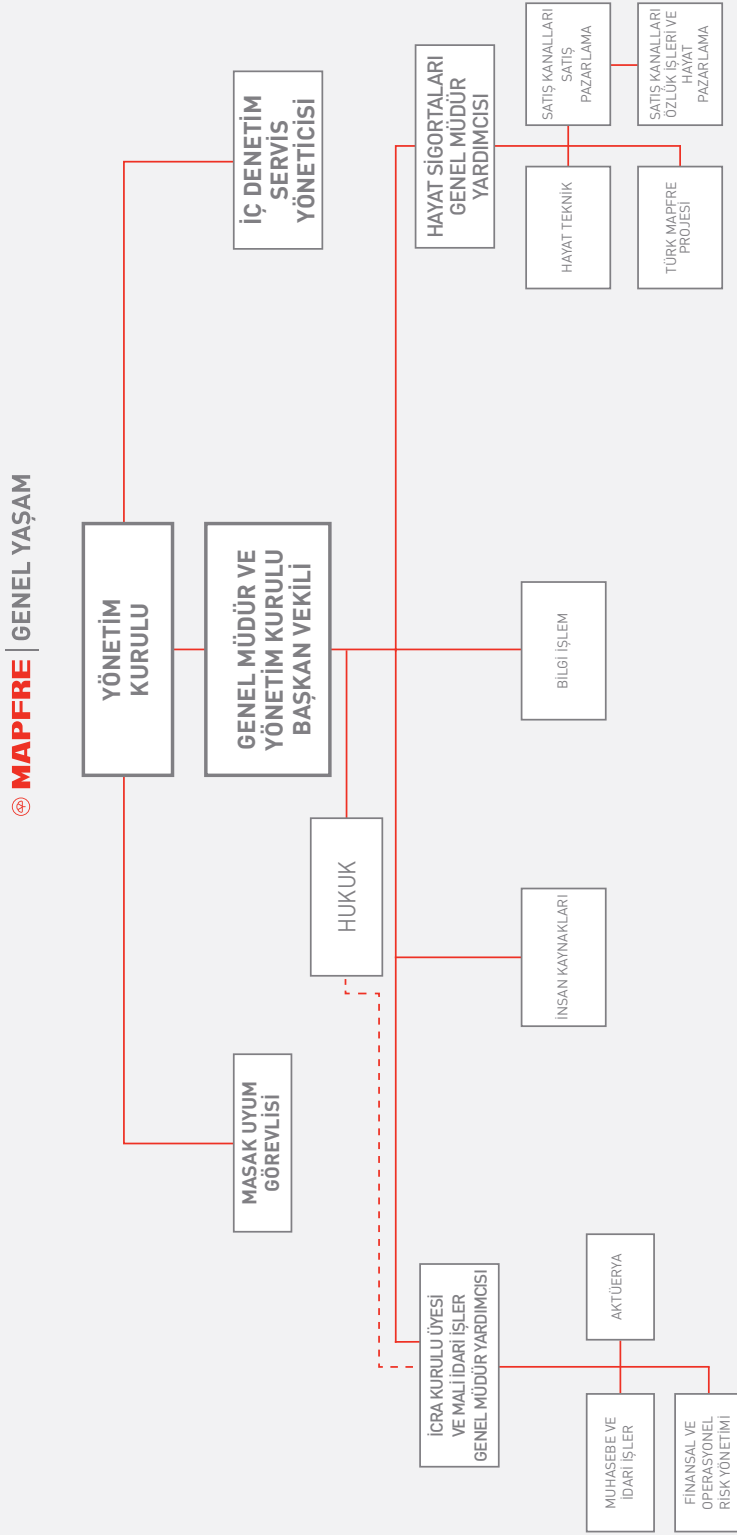 MAPFRE | GENEL YAŞAM
YÖNETİM
KURULU
MASAK UYUM
GÖREVLİSİ
İÇ DENETİM
SERVİS
YÖNETİCİSİ
GENEL MÜDÜR VE
YÖNETİM KURULU
BAŞKAN VEKİLİ
HUKUK
İCRA KURULU ÜYESİ
VE MALİ İDARİ İŞLER
GENEL MÜDÜR YARDIMCISI
İNSAN KAYNAKLARI
BİLGİ İŞLEM
HAYAT SİGORTALARI
GENEL MÜDÜR
YARDIMCISI
MUHASEBE VE
İDARİ İŞLER
AKTÜERYA
FİNANSAL VE
OPERASYONEL
RİSK YÖNETİMİ
HAYAT TEKNİK
SATIŞ KANALLARI
SATIŞ
PAZARLAMA
TÜRK MAPFRE
PROJESİ
SATIŞ KANALLARI
ÖZLÜK İŞLERİ VE
HAYAT
PAZARLAMA